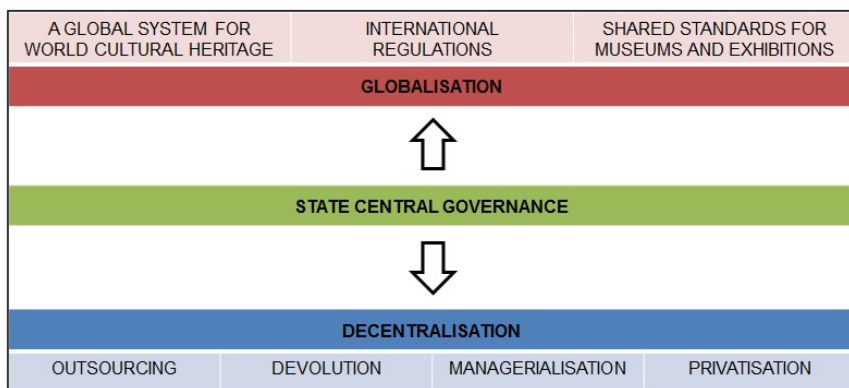 A GLOBAL SYSTEM FOR
WORLD CULTURAL HERITAGE
INTERNATIONAL
REGULATIONS
SHARED STANDARDS FOR
MUSEUMS AND EXHIBITIONS
GLOBALISATION
STATE CENTRAL GOVERNANCE
DECENTRALISATION
OUTSOURCING
DEVOLUTION
MANAGERIALISATION
PRIVATISATION